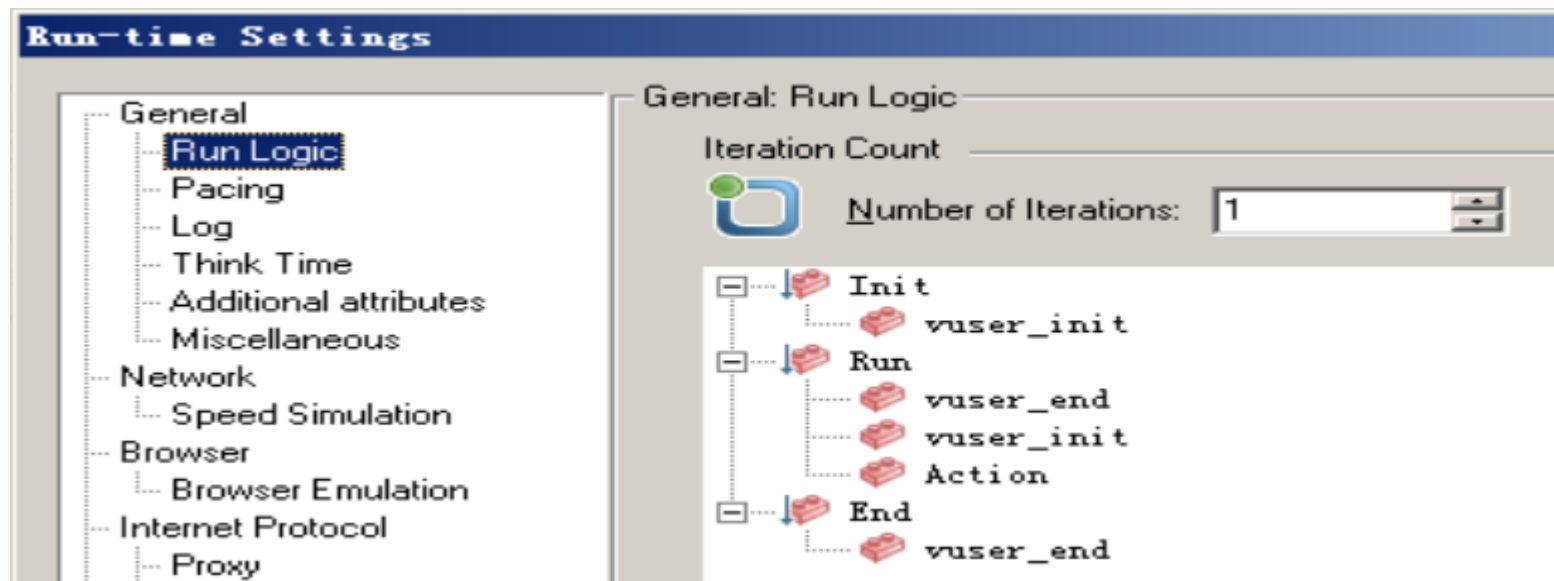 Run-time Settings
General
Run Logic
Pacing
Log
Think Time
Additional attributes
Miscellaneous
Network
Speed Simulation
Browser
Browser Emulation
Internet Protocol
Proxy
General: Run Logic
Iteration Count
Number of Iterations: 1
Init
vuser_init
Run
vuser_end
vuser_init
Action
End
vuser_end